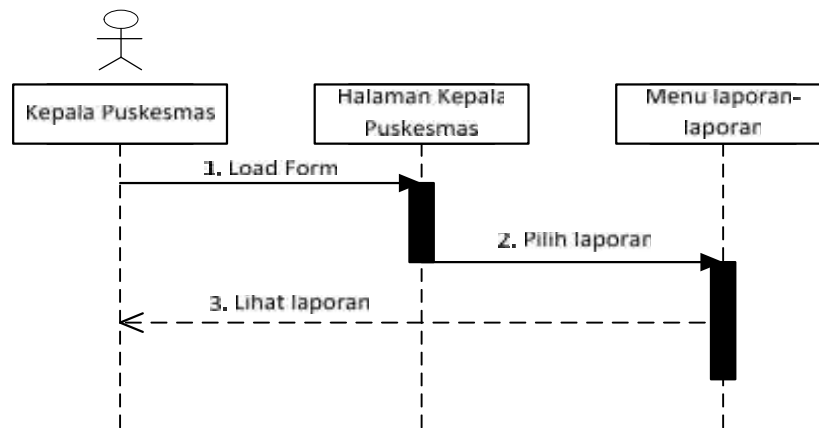 Kepala Puskesmas
Halaman Kepala
Puskesmas
Menu laporan-
laporan
1. Load Form
2. Pilih laporan
3. Lihat laporan